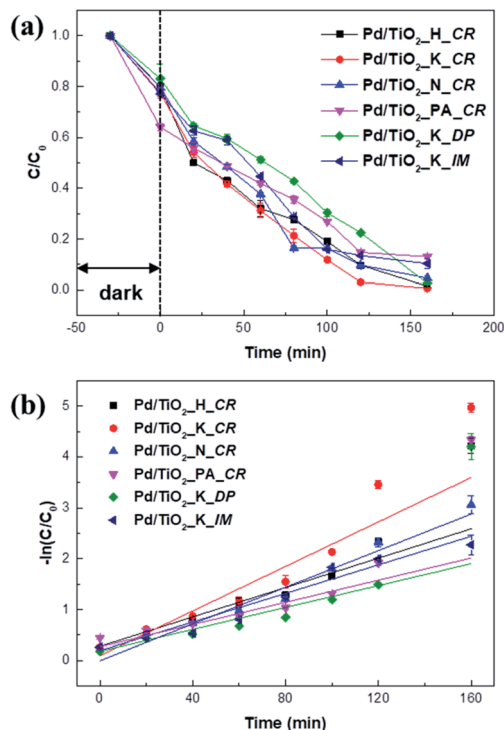 (a)
Pd/TiO₂_H_CR
Pd/TiO₂_K_CR
Pd/TiO₂_N_CR
Pd/TiO₂_PA_CR
Pd/TiO₂_K_DP
Pd/TiO₂_K_IM
C/C₀
1.0
0.8
0.6
0.4
0.2
0.0
dark
-50 0 50 100 150 200
Time (min)
(b)
Pd/TiO₂_H_CR
Pd/TiO₂_K_CR
Pd/TiO₂_N_CR
Pd/TiO₂_PA_CR
Pd/TiO₂_K_DP
Pd/TiO₂_K_IM
-ln(C/C₀)
5
4
3
2
1
0
0 40 80 120 160
Time (min)